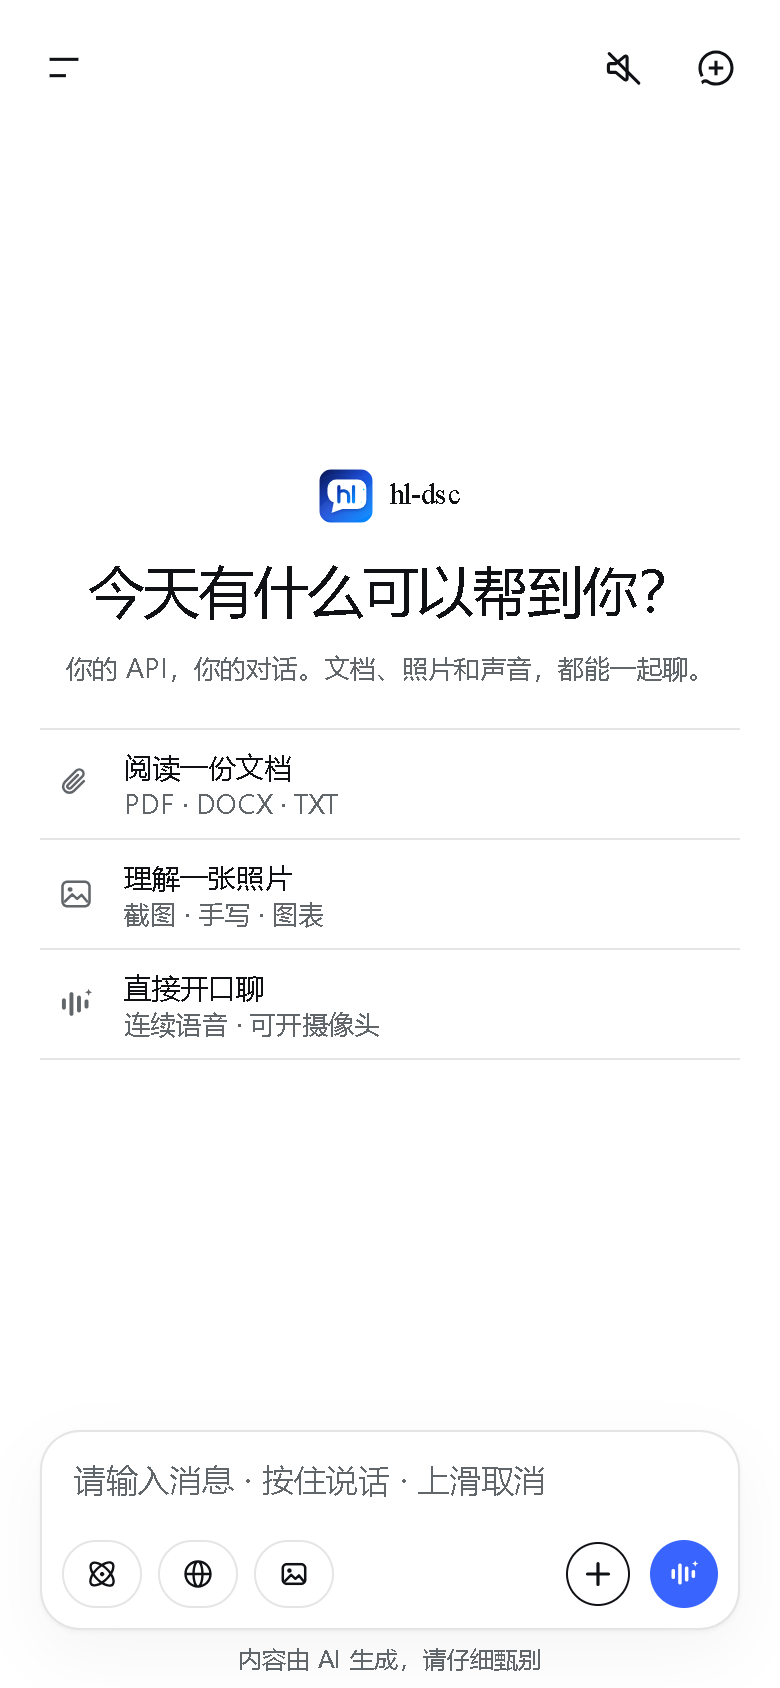 hl hl-dsc
今天有什么可以帮到你？
你的 API，你的对话。文档、照片和声音，都能一起聊。
阅读一份文档
PDF · DOCX · TXT
理解一张照片
截图 · 手写 · 图表
直接开口聊
连续语音 · 可开摄像头
请输入消息 · 按住说话 · 上滑取消
内容由 AI 生成，请仔细甄别